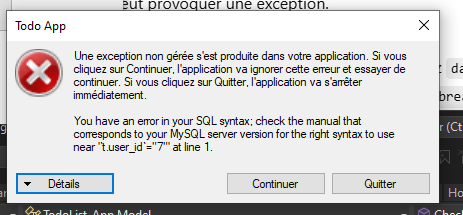 eut provoquer une exception.
Todo App
Une exception non gérée s'est produite dans votre application. Si vous
cliquez sur Continuer, l'application va ignorer cette erreur et essayer de
continuer. Si vous cliquez sur Quitter, l'application va s'arrêter
immédiatement.
You have an error in your SQL syntax; check the manual that
corresponds to your MySQL server version for the right syntax to use
near ''t.user_id`="7"' at line 1.
Détails
Continuer
Quitter
da
brea
(Ctr
Ho
TodoList_App.Model